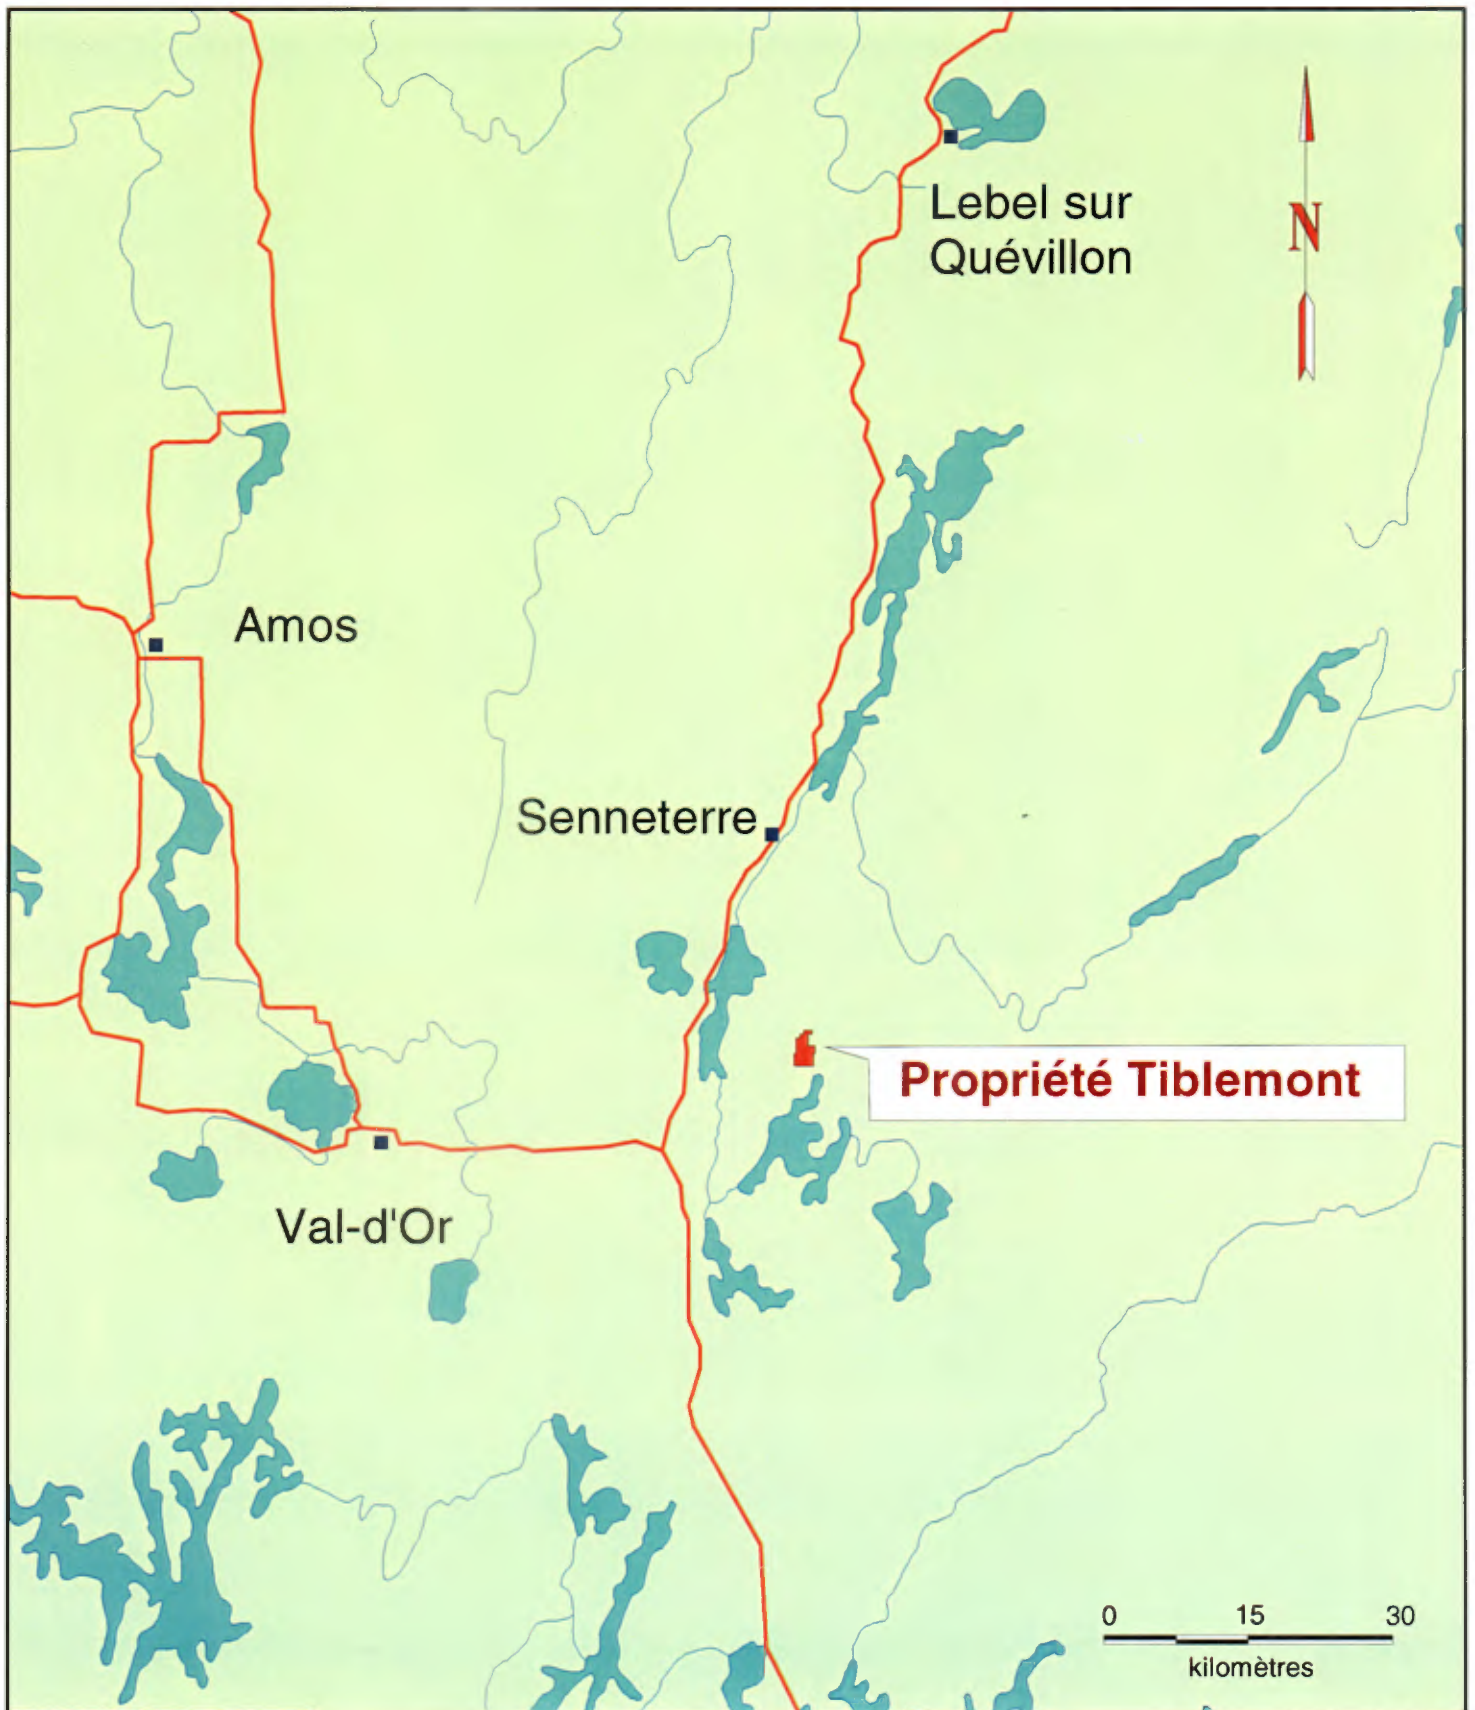 Lebel sur
Quévillon
N
Amos
Senneterre
Propriété Tiblemont
Val-d'Or
0 15 30
kilomètres